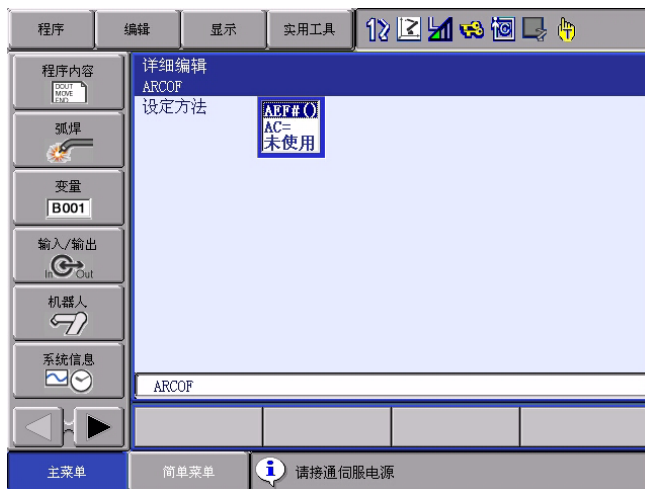 程序 编辑 显示 实用工具
程序内容
DOUT
MOVE
END
弧焊
变量
B001
输入/输出
In Out
机器人
系统信息
详细编辑
ARCOF
设定方法 AEF#()
AC=
未使用
ARCOF
主菜单 简单菜单 请接通伺服电源